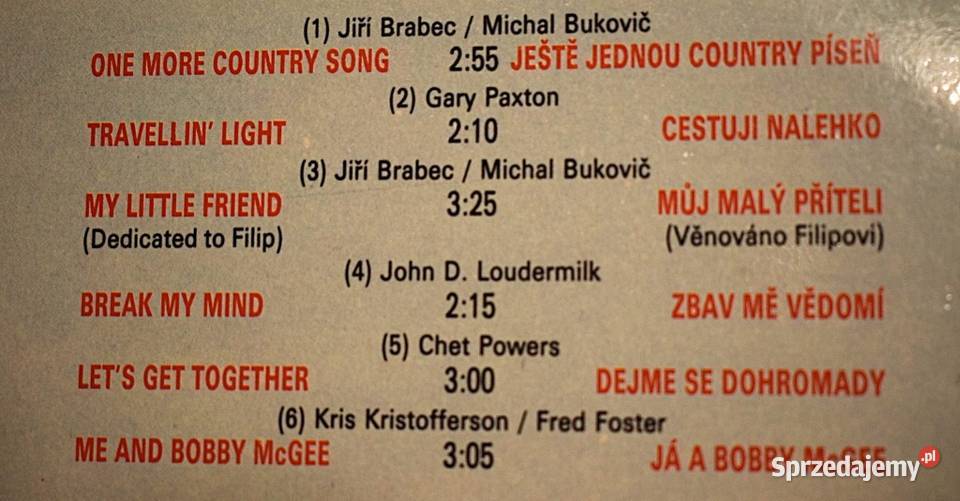 (1) Jiří Brabec / Michal Bukovič
ONE MORE COUNTRY SONG 2:55 JEŠTĚ JEDNOU COUNTRY PÍSEŇ
(2) Gary Paxton
TRAVELLIN' LIGHT 2:10 CESTUJI NALEHKO
(3) Jiří Brabec / Michal Bukovič
MY LITTLE FRIEND 3:25 MŮJ MALÝ PŘÍTELI
(Dedicated to Filip) (Věnováno Filipovi)
(4) John D. Loudermilk
BREAK MY MIND 2:15 ZBAV MĚ VĚDOMÍ
(5) Chet Powers
LET'S GET TOGETHER 3:00 DEJME SE DOHROMADY
(6) Kris Kristofferson / Fred Foster
ME AND BOBBY McGEE 3:05 JÁ A BOBBY McGEE
Sprzedajemy.pl